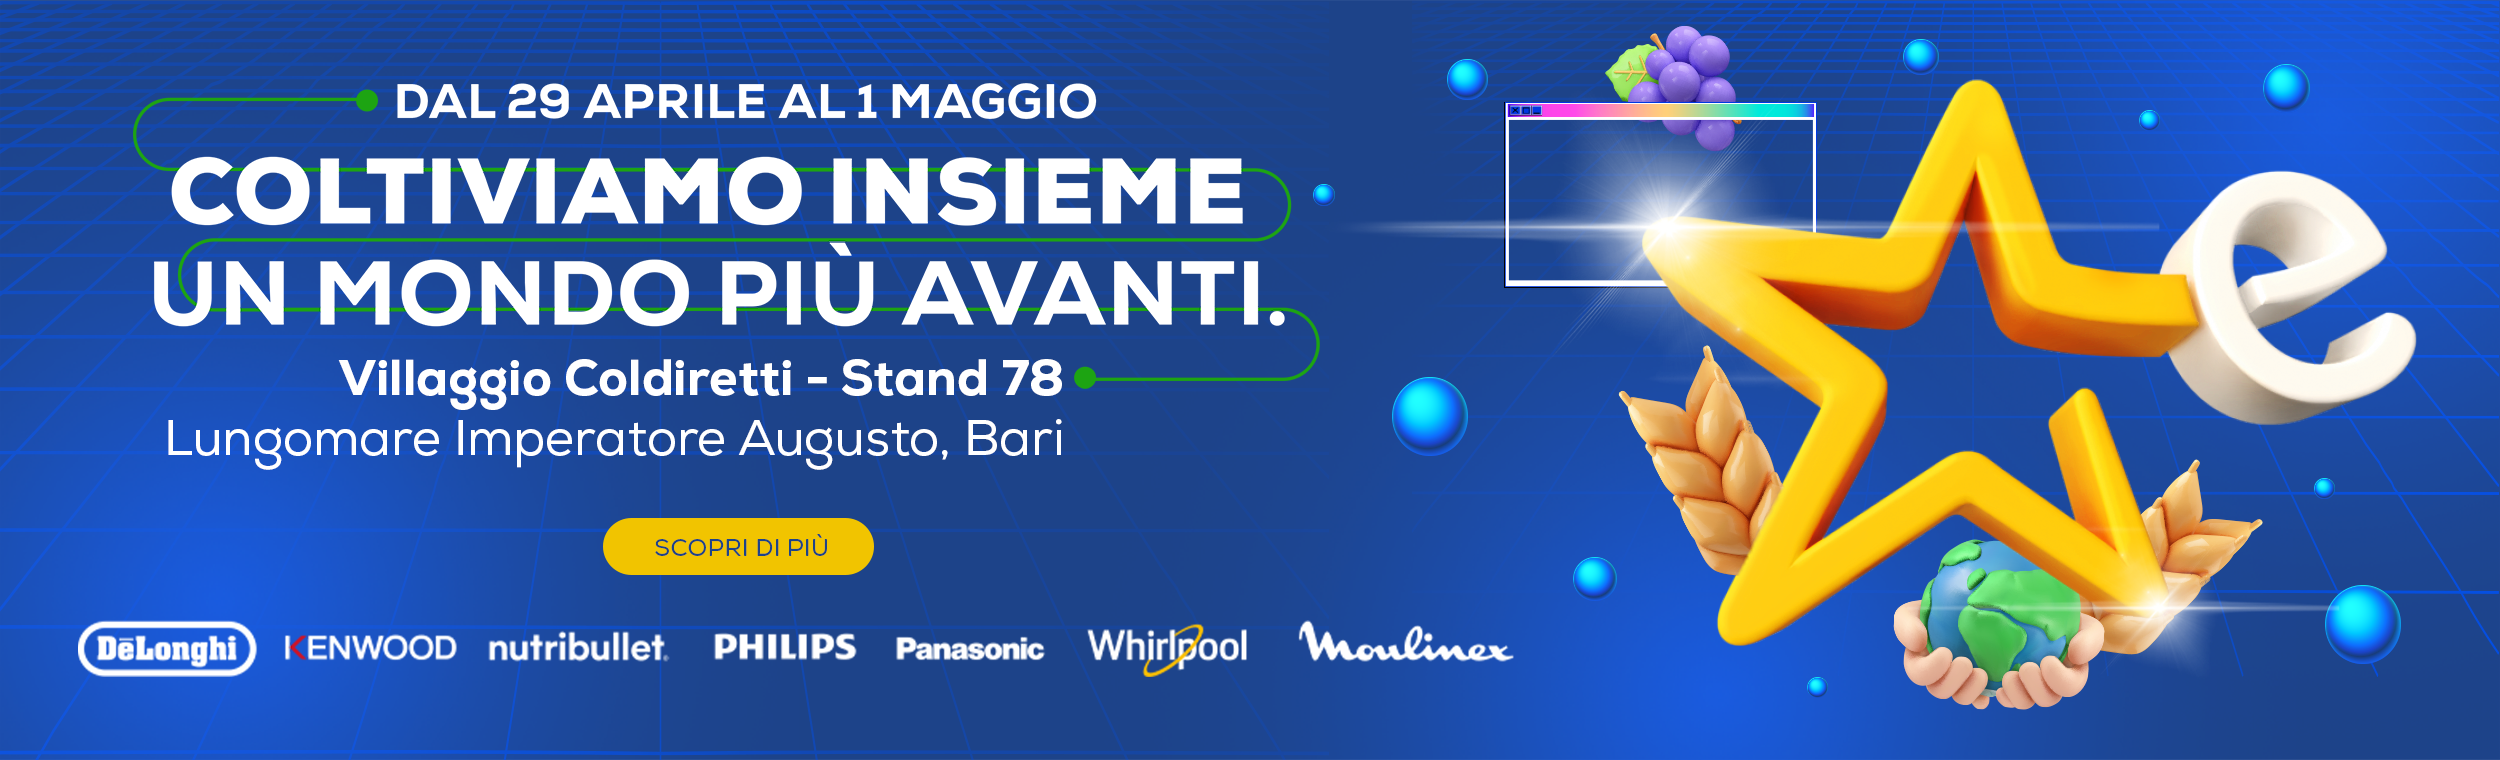 DAL 29 APRILE AL 1 MAGGIO
COLTIVIAMO INSIEME
UN MONDO PIÙ AVANTI.
Villaggio Coldiretti - Stand 78
Lungomare Imperatore Augusto, Bari
SCOPRI DI PIÙ
DēLonghi KENWOOD nutribullet® PHILIPS Panasonic Whirlpool Moulinex
e